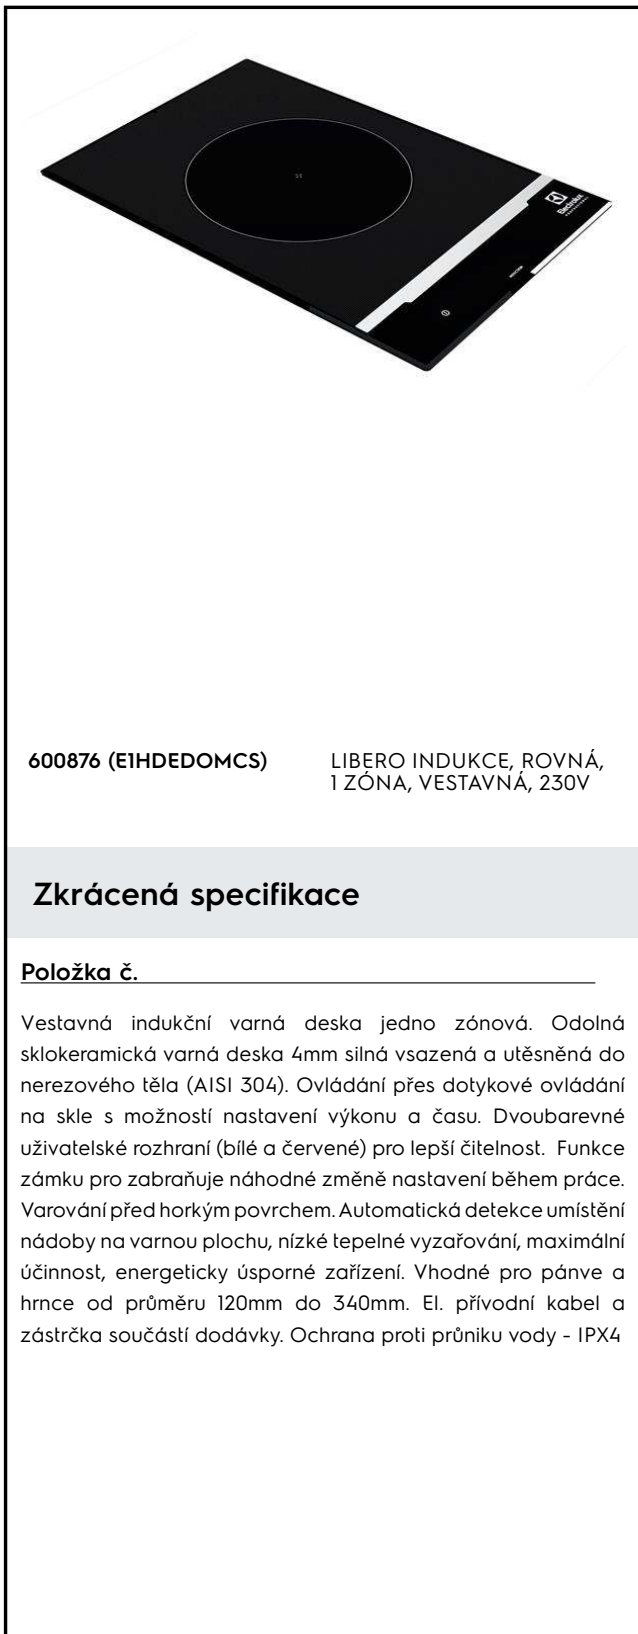 Electrolux
PROFESSIONAL
600876 (E1HDEDOMCS)
LIBERO INDUKCE, ROVNÁ,
1 ZÓNA, VESTAVNÁ, 230V
Zkrácená specifikace
Položka č.
Vestavná indukční varná deska jedno zónová. Odolná
sklokeramická varná deska 4mm silná vsazená a utěsněná do
nerezového těla (AISI 304). Ovládání přes dotykové ovládání
na skle s možností nastavení výkonu a času. Dvoubarevné
uživatelské rozhraní (bílé a červené) pro lepší čitelnost. Funkce
zámku pro zabraňuje náhodné změně nastavení během práce.
Varování před horkým povrchem. Automatická detekce umístění
nádoby na varnou plochu, nízké tepelné vyzařování, maximální
účinnost, energeticky úsporné zařízení. Vhodné pro pánve a
hrnce od průměru 120mm do 340mm. El. přívodní kabel a
zástrčka součástí dodávky. Ochrana proti průniku vody - IPX4